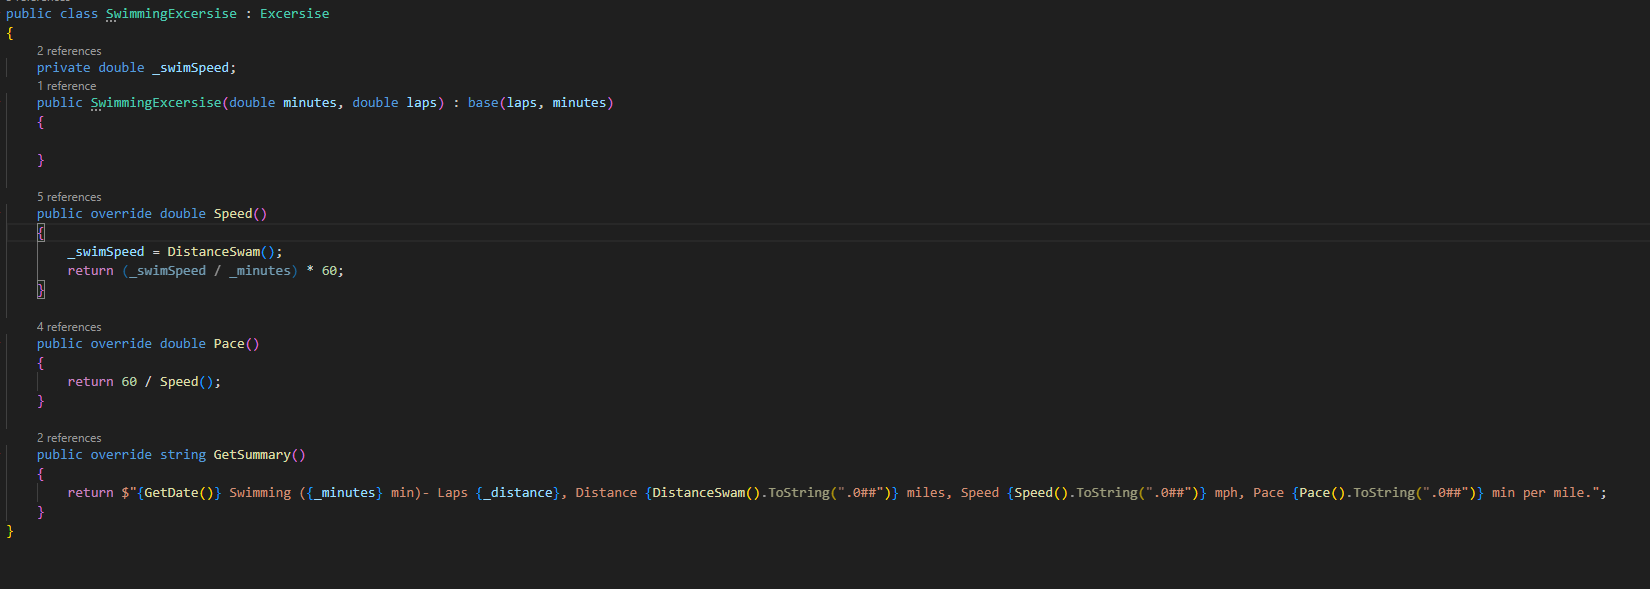 references
public class SwimmingExcersise : Excersise
{
2 references
private double _swimSpeed;
1 reference
public SwimmingExcersise(double minutes, double laps) : base(laps, minutes)
{
}
5 references
public override double Speed()
{
_swimSpeed = DistanceSwam();
return (_swimSpeed / _minutes) * 60;
}
4 references
public override double Pace()
{
return 60 / Speed();
}
2 references
public override string GetSummary()
{
return $"{GetDate()} Swimming ({_minutes} min)- Laps {_distance}, Distance {DistanceSwam().ToString(".0##")} miles, Speed {Speed().ToString(".0##")} mph, Pace {Pace().ToString(".0##")} min per mile.";
}
}